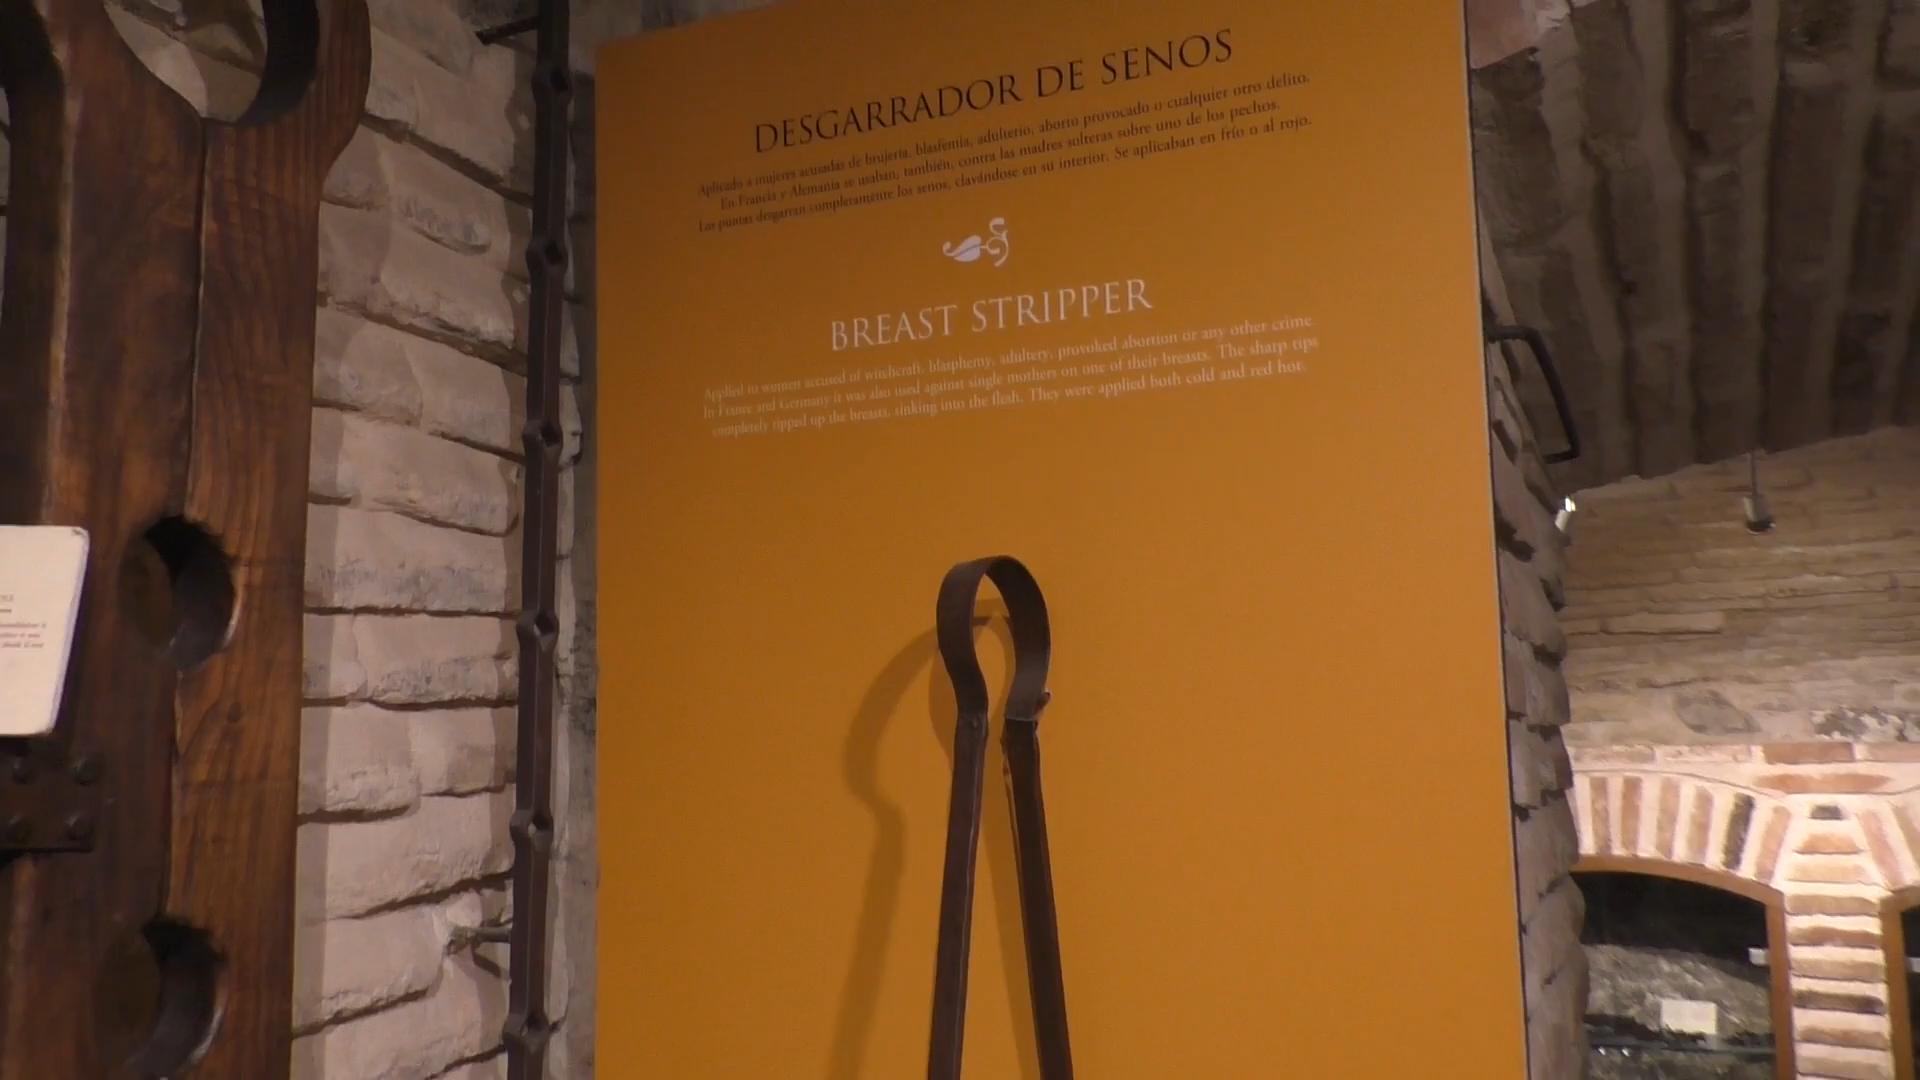 DESGARRADOR DE SENOS
Aplicado a mujeres acusadas de brujería, blasfemia, adulterio, aborto provocado o cualquier otro delito.
En Francia y Alemania se usaban, también, contra las madres solteras sobre uno de los pechos.
Las puntas desgarran completamente los senos, clavándose en su interior. Se aplicaban en frío o al rojo.
BREAST STRIPPER
Applied to women accused of witchcraft, blasphemy, adultery, provoked abortion or any other crime.
In France and Germany it was also used against single mothers on one of their breasts. The sharp tips
completely ripped up the breasts, sinking into the flesh. They were applied both cold and red hot.